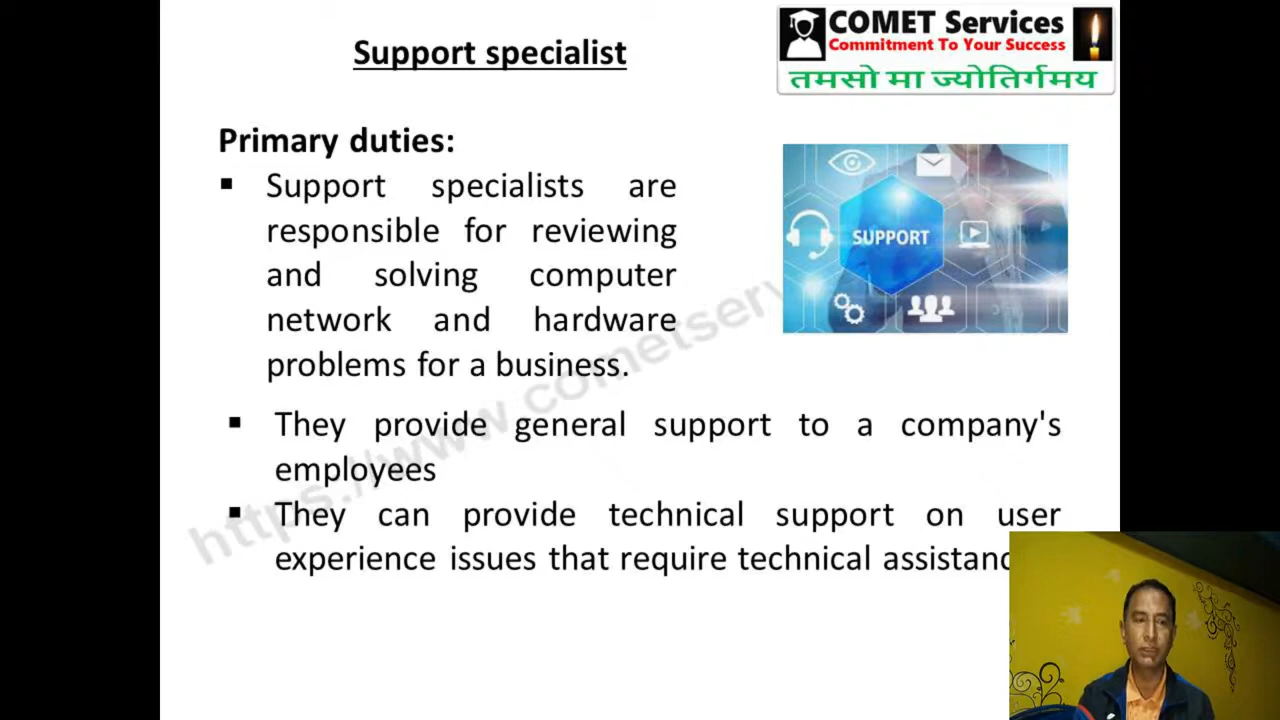 Support specialist
COMET Services
Commitment To Your Success
तमसो मा ज्योतिर्गमय
Primary duties:
▪ Support specialists are
responsible for reviewing
and solving computer
network and hardware
problems for a business.
SUPPORT
▪ They provide general support to a company's
employees
▪ They can provide technical support on user
experience issues that require technical
https://www.cometserv